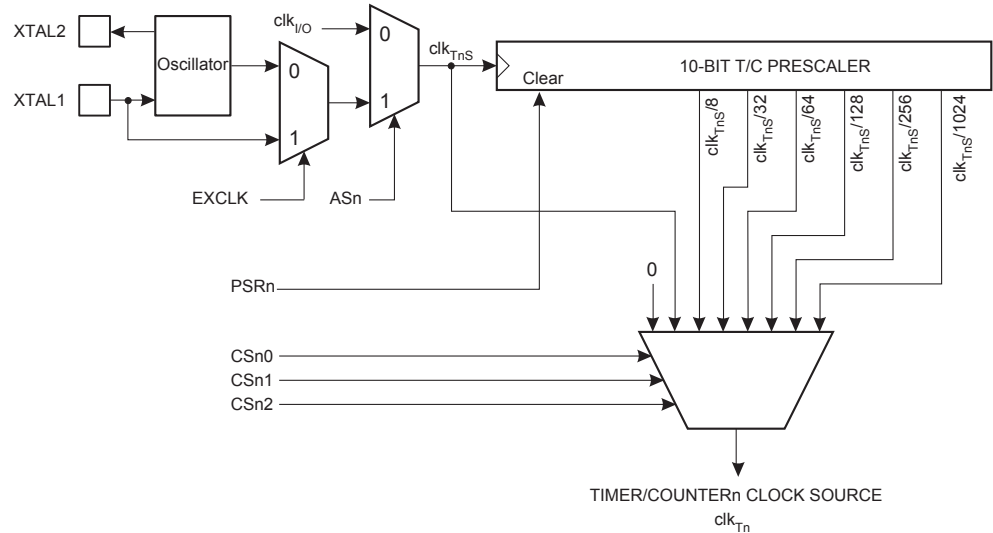 XTAL2
XTAL1
Oscillator
0
1
EXCLK
clkI/O
0
1
ASn
clkTnS
10-BIT T/C PRESCALER
Clear
clkTnS/8
clkTnS/32
clkTnS/64
clkTnS/128
clkTnS/256
clkTnS/1024
PSRn
0
CSn0
CSn1
CSn2
TIMER/COUNTERn CLOCK SOURCE
clkTn